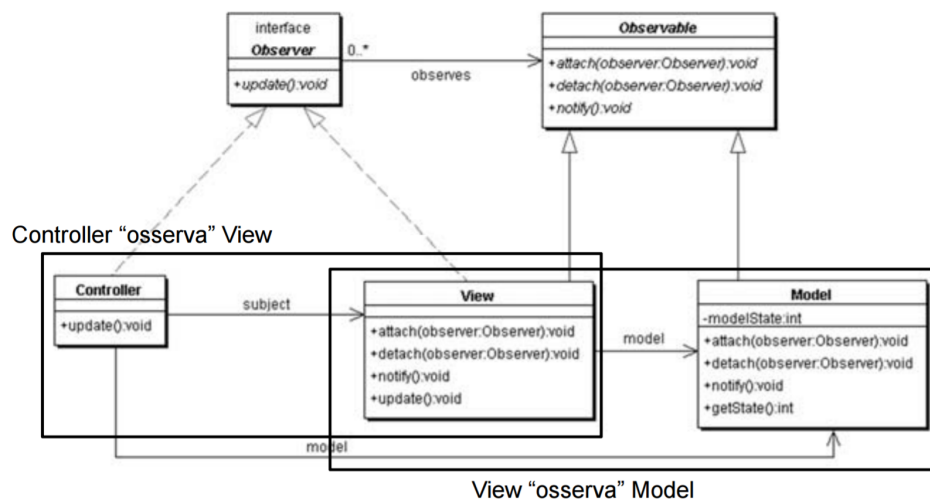 interface
Observer
+update():void
0..*
observes
Observable
+attach(observer:Observer):void
+detach(observer:Observer):void
+notify():void
Controller “osserva” View
Controller
+update():void
subject
View
+attach(observer:Observer):void
+detach(observer:Observer):void
+notify():void
+update():void
model
Model
-modelState:int
+attach(observer:Observer):void
+detach(observer:Observer):void
+notify():void
+getState():int
model
View “osserva” Model